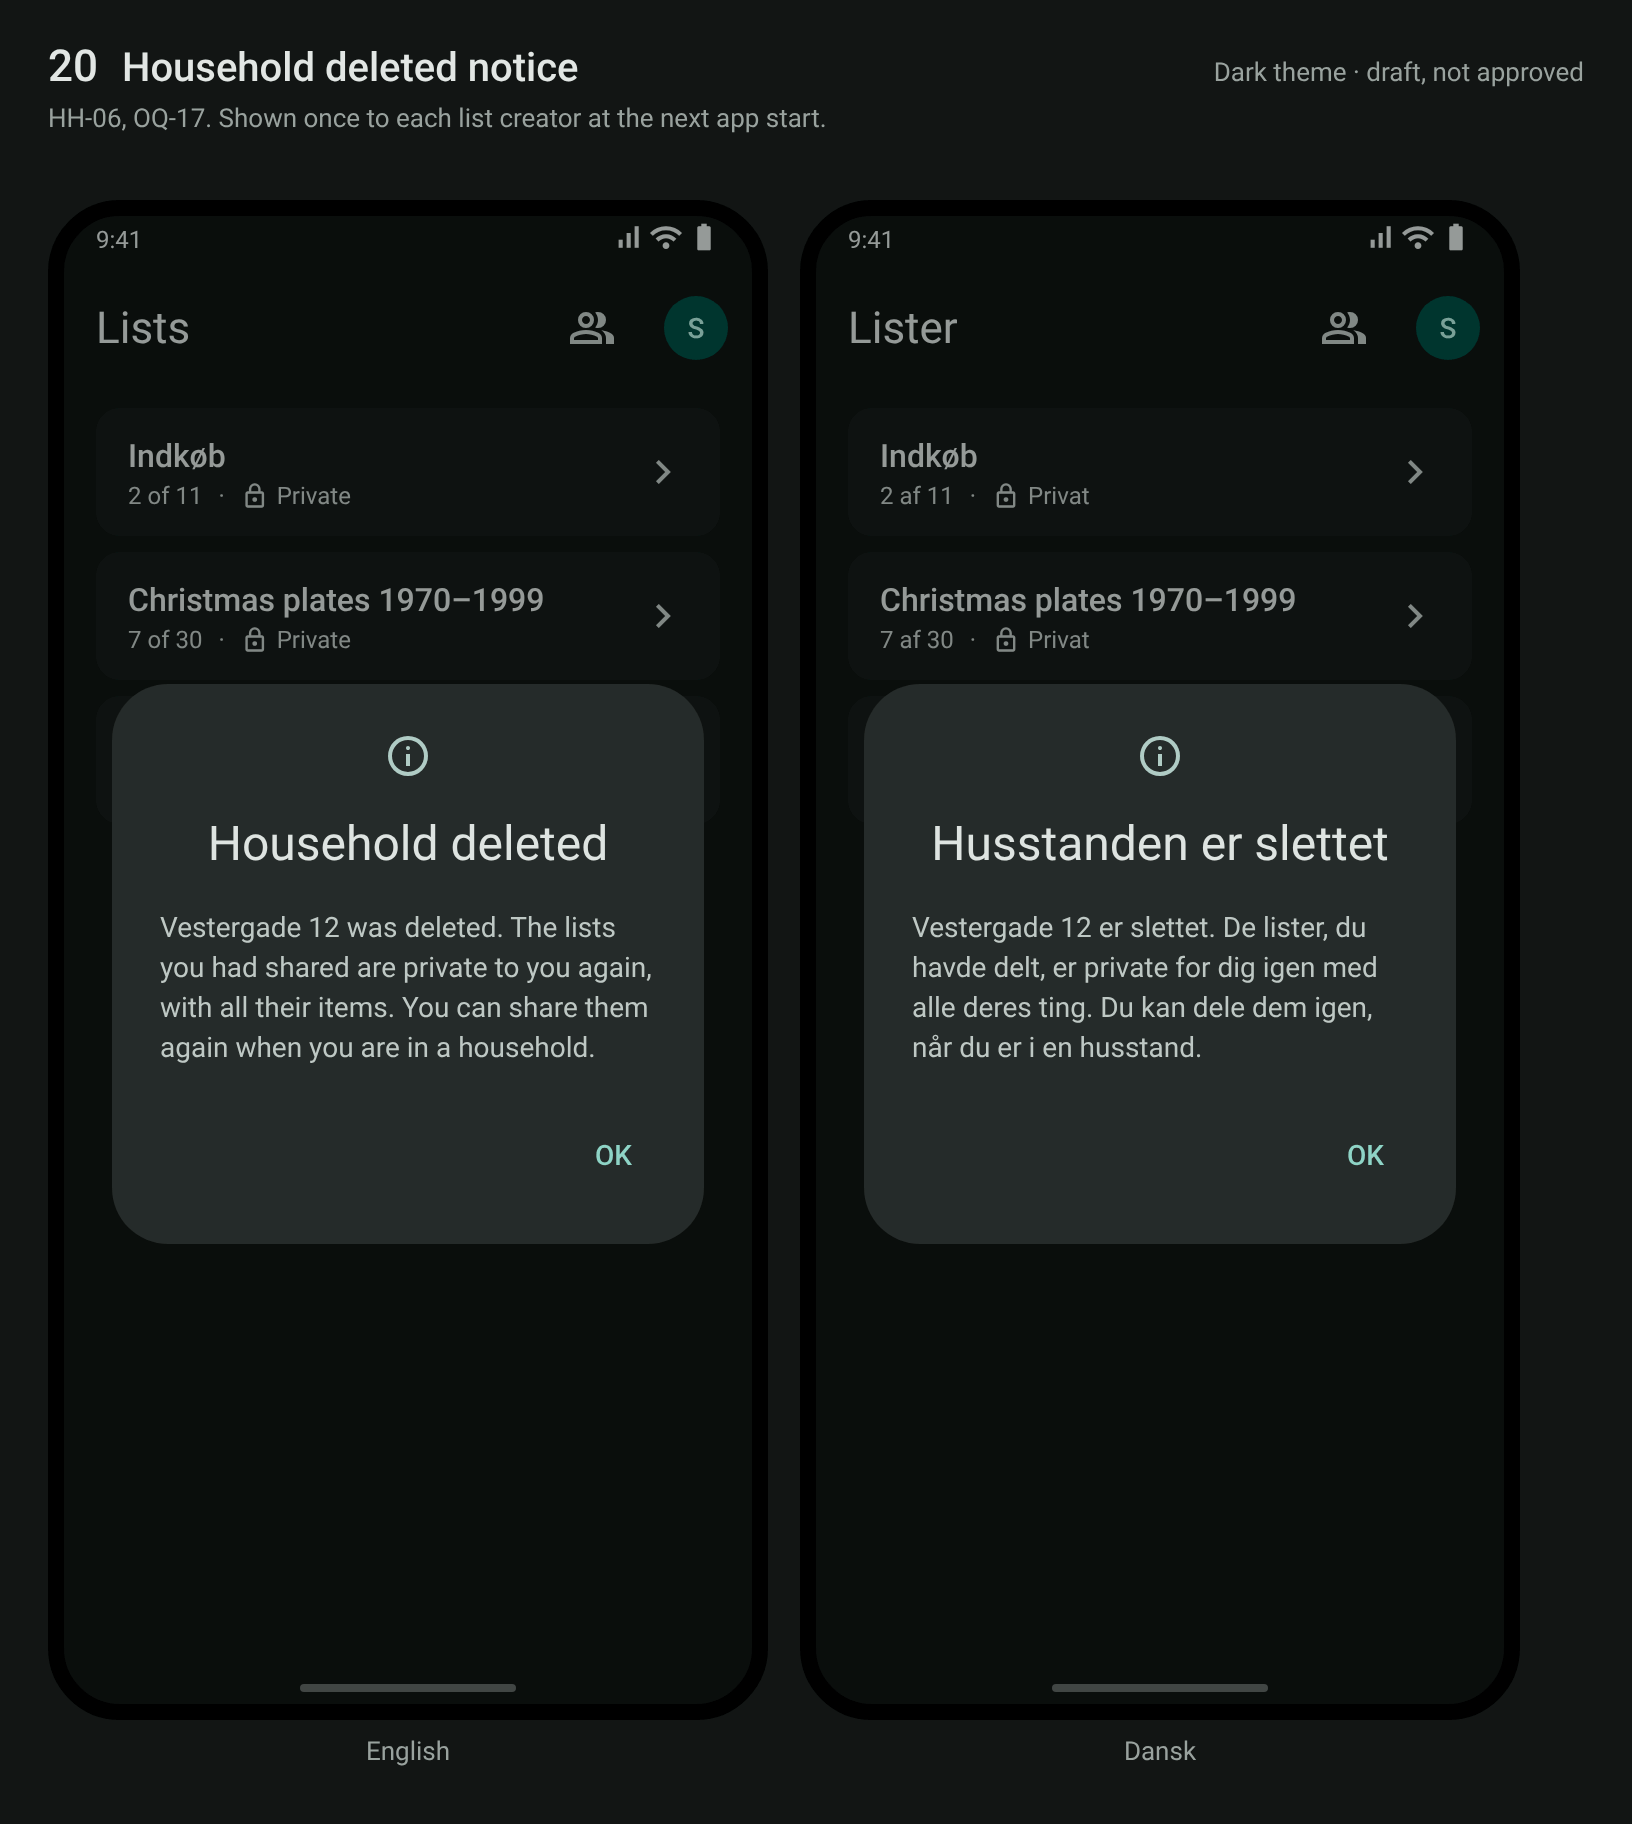 20 Household deleted notice
Dark theme · draft, not approved
HH-06, OQ-17. Shown once to each list creator at the next app start.
9:41
Lists
S
Indkøb
2 of 11 · Private
Christmas plates 1970–1999
7 of 30 · Private
Household deleted
Vestergade 12 was deleted. The lists
you had shared are private to you again,
with all their items. You can share them
again when you are in a household.
OK
English
9:41
Lister
S
Indkøb
2 af 11 · Privat
Christmas plates 1970–1999
7 af 30 · Privat
Husstanden er slettet
Vestergade 12 er slettet. De lister, du
havde delt, er private for dig igen med
alle deres ting. Du kan dele dem igen,
når du er i en husstand.
OK
Dansk